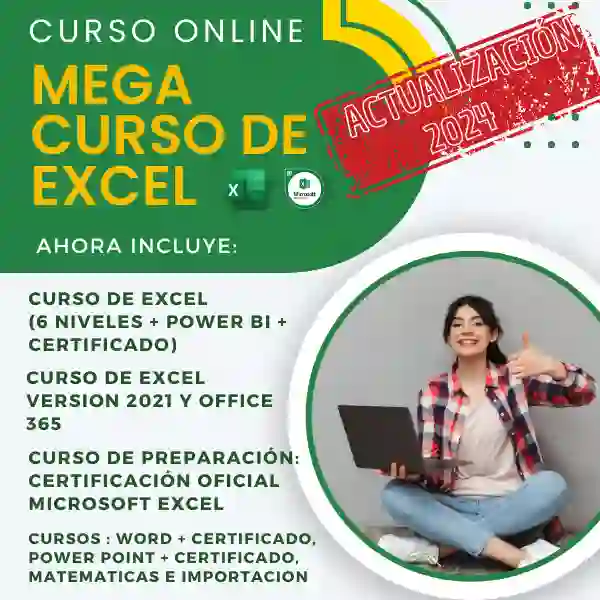 CURSO ONLINE
MEGA
CURSO DE
EXCEL
X
Microsoft
ACTUALIZACIÓN
2024
AHORA INCLUYE:
CURSO DE EXCEL
(6 NIVELES + POWER BI +
CERTIFICADO)
CURSO DE EXCEL
VERSION 2021 Y OFFICE
365
CURSO DE PREPARACIÓN:
CERTIFICACIÓN OFICIAL
MICROSOFT EXCEL
CURSOS : WORD + CERTIFICADO,
POWER POINT + CERTIFICADO,
MATEMATICAS E IMPORTACION